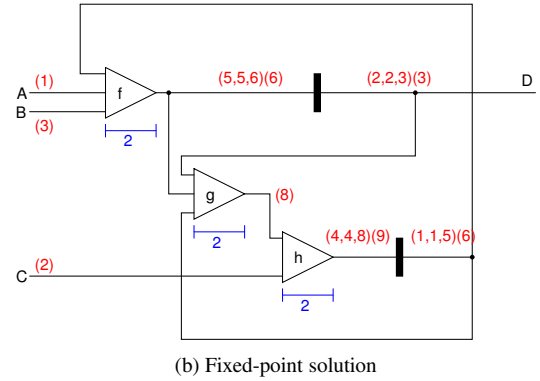 (5,5,6)(6) (2,2,3)(3)
(1)
A f D
B
(3)
2
g (8)
2
(4,4,8)(9) (1,1,5)(6)
(2)
C h
2
(b) Fixed-point solution